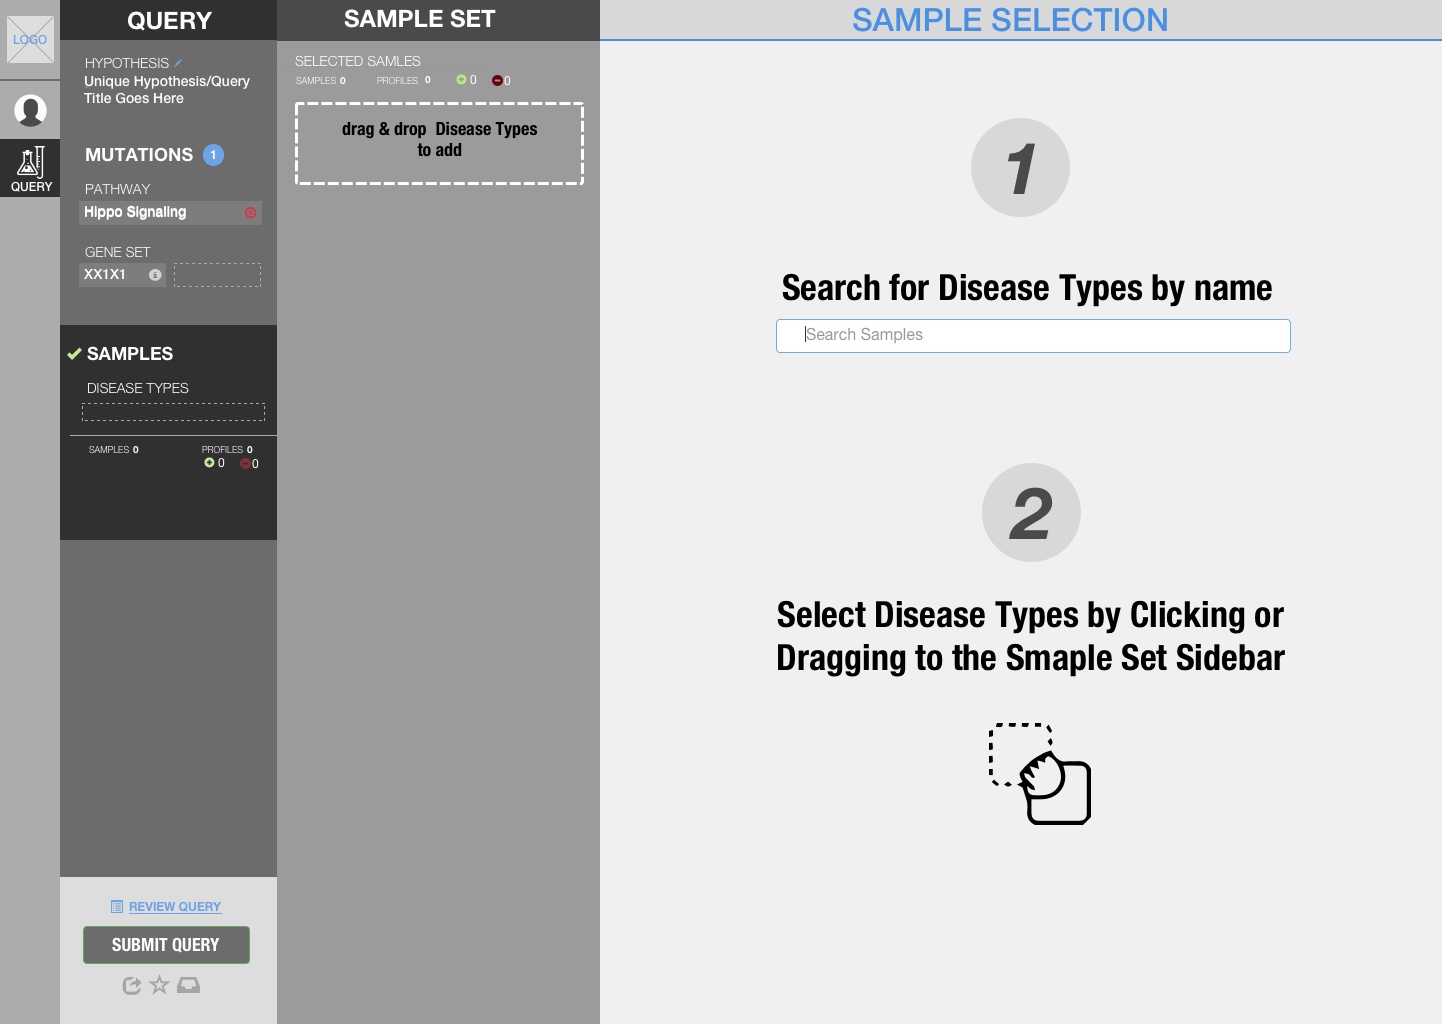 LOGO
QUERY
QUERY
HYPOTHESIS
Unique Hypothesis/Query
Title Goes Here
MUTATIONS 1
PATHWAY
Hippo Signaling
GENE SET
XX1X1
SAMPLES
DISEASE TYPES
SAMPLES 0 PROFILES 0
0 0
REVIEW QUERY
SUBMIT QUERY
SAMPLE SET
SELECTED SAMLES
SAMPLES 0 PROFILES 0 0 0
drag & drop Disease Types
to add
SAMPLE SELECTION
1
Search for Disease Types by name
Search Samples
2
Select Disease Types by Clicking or
Dragging to the Smaple Set Sidebar